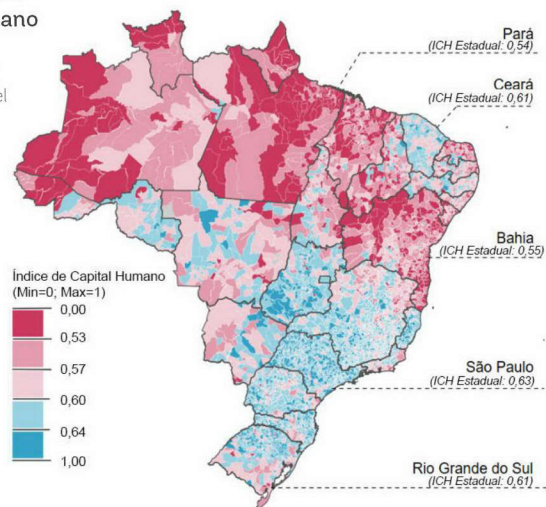 ano
el
Pará
(ICH Estadual: 0,54)
Ceará
(ICH Estadual: 0,61)
Bahia
(ICH Estadual: 0,55)
São Paulo
(ICH Estadual: 0,63)
Rio Grande do Sul
(ICH Estadual: 0,61)
Índice de Capital Humano
(Min=0; Max=1)
0,00
0,53
0,57
0,60
0,64
1,00